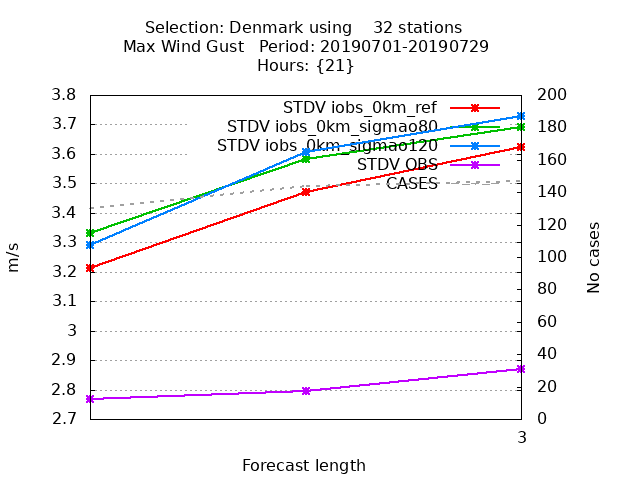 Selection: Denmark using 32 stations
Max Wind Gust Period: 20190701-20190729
Hours: {21}
STDV iobs_0km_ref
STDV iobs_0km_sigmao80
STDV iobs_0km_sigmao120
STDV OBS
CASES
3.8
3.7
3.6
3.5
3.4
3.3
3.2
3.1
3
2.9
2.8
2.7
m/s
200
180
160
140
120
100
80
60
40
20
0
No cases
3
Forecast length